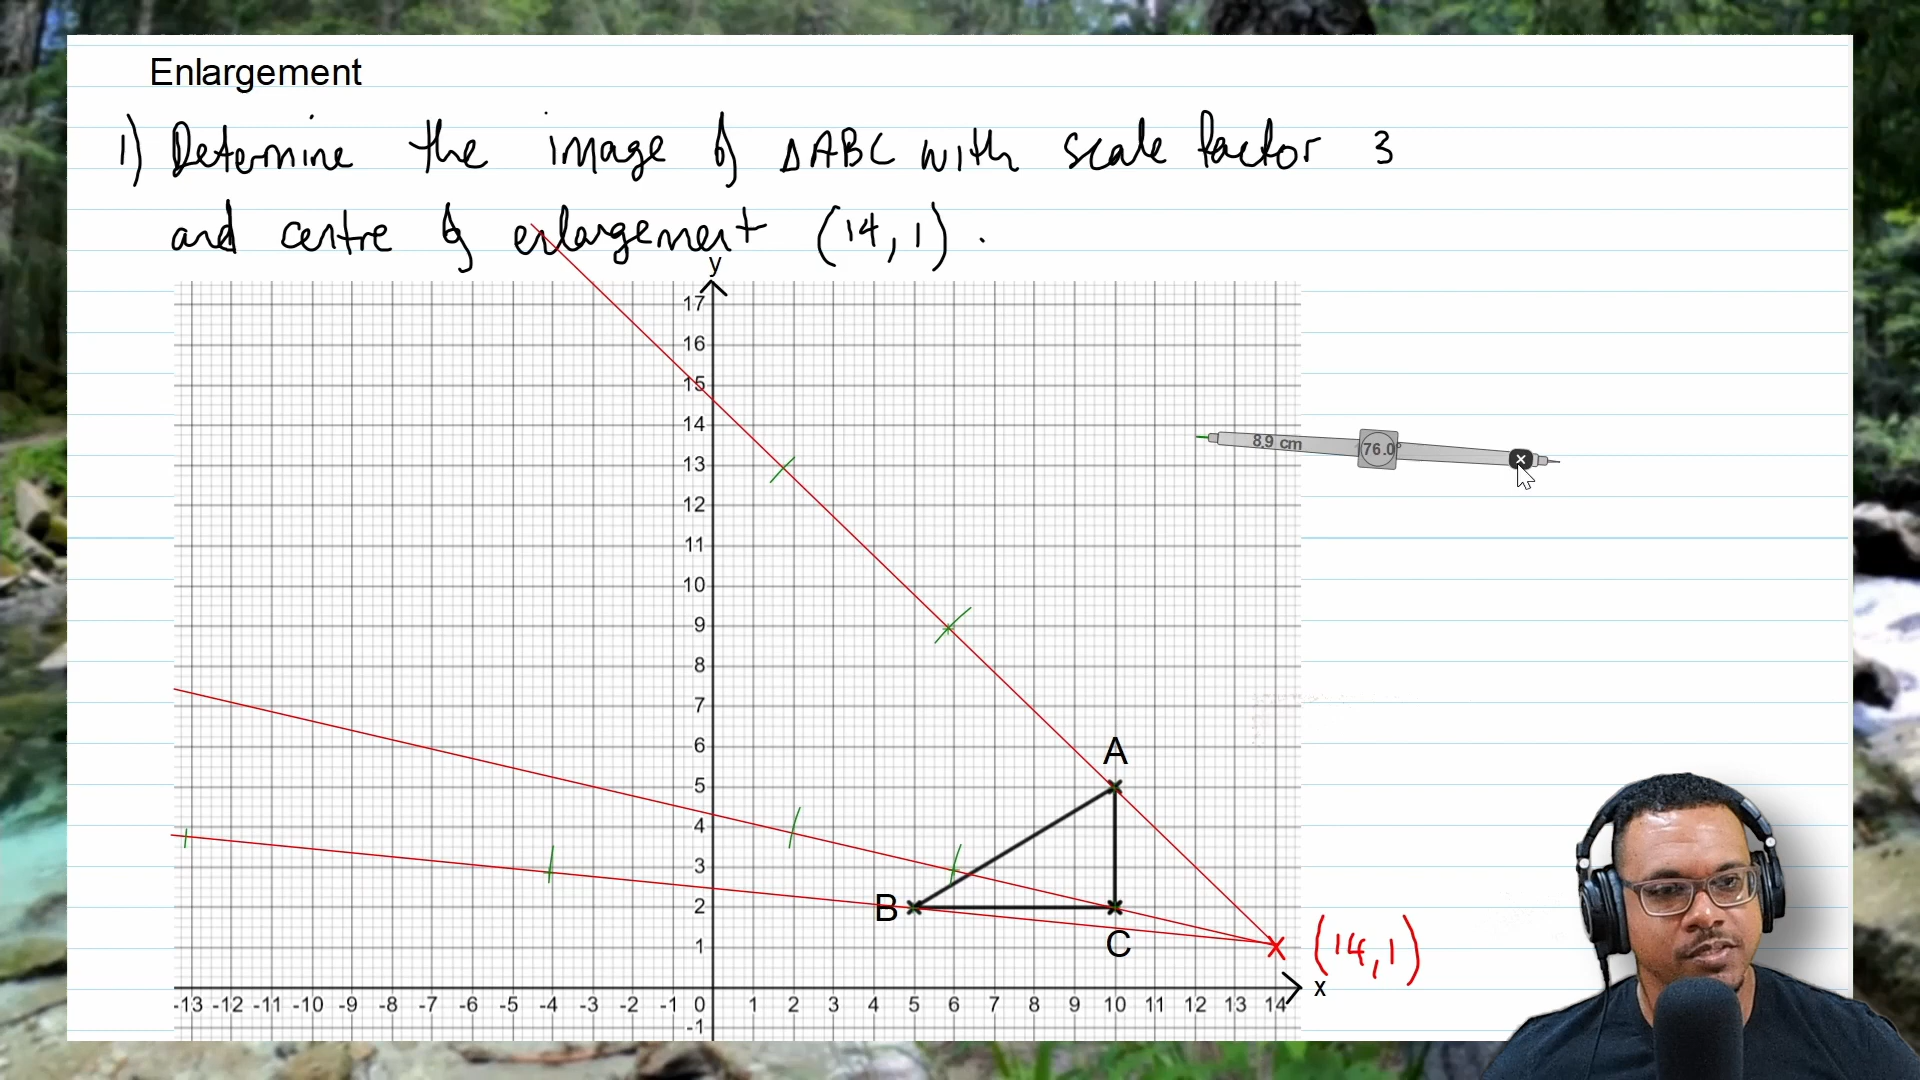 Enlargement
1) Determine the image of ΔABC with scale factor 3
and centre of enlargement (14,1).
y
17
16
15
14
13
12
11
10
9
8
7
6
5
4
3
2
1
-1
8.9 cm
176.0°
A
B
C
(14,1)
-13 -12 -11 -10 -9 -8 -7 -6 -5 -4 -3 -2 -1 0 1 2 3 4 5 6 7 8 9 10 11 12 13 14 x